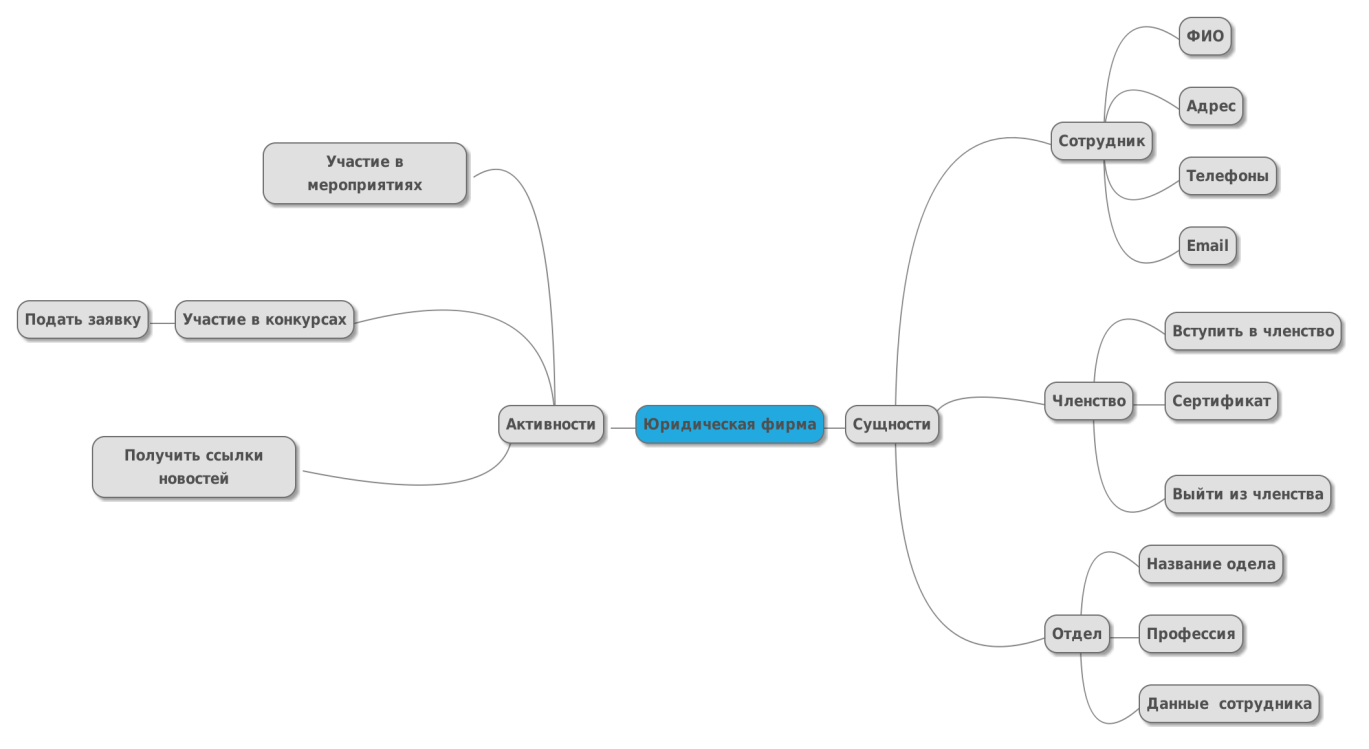 ФИО
Адрес
Сотрудник
Участие в
мероприятиях
Телефоны
Email
Подать заявку
Участие в конкурсах
Вступить в членство
Членство
Сертификат
Активности
Юридическая фирма
Сущности
Получить ссылки
новостей
Выйти из членства
Название одела
Отдел
Профессия
Данные  сотрудника